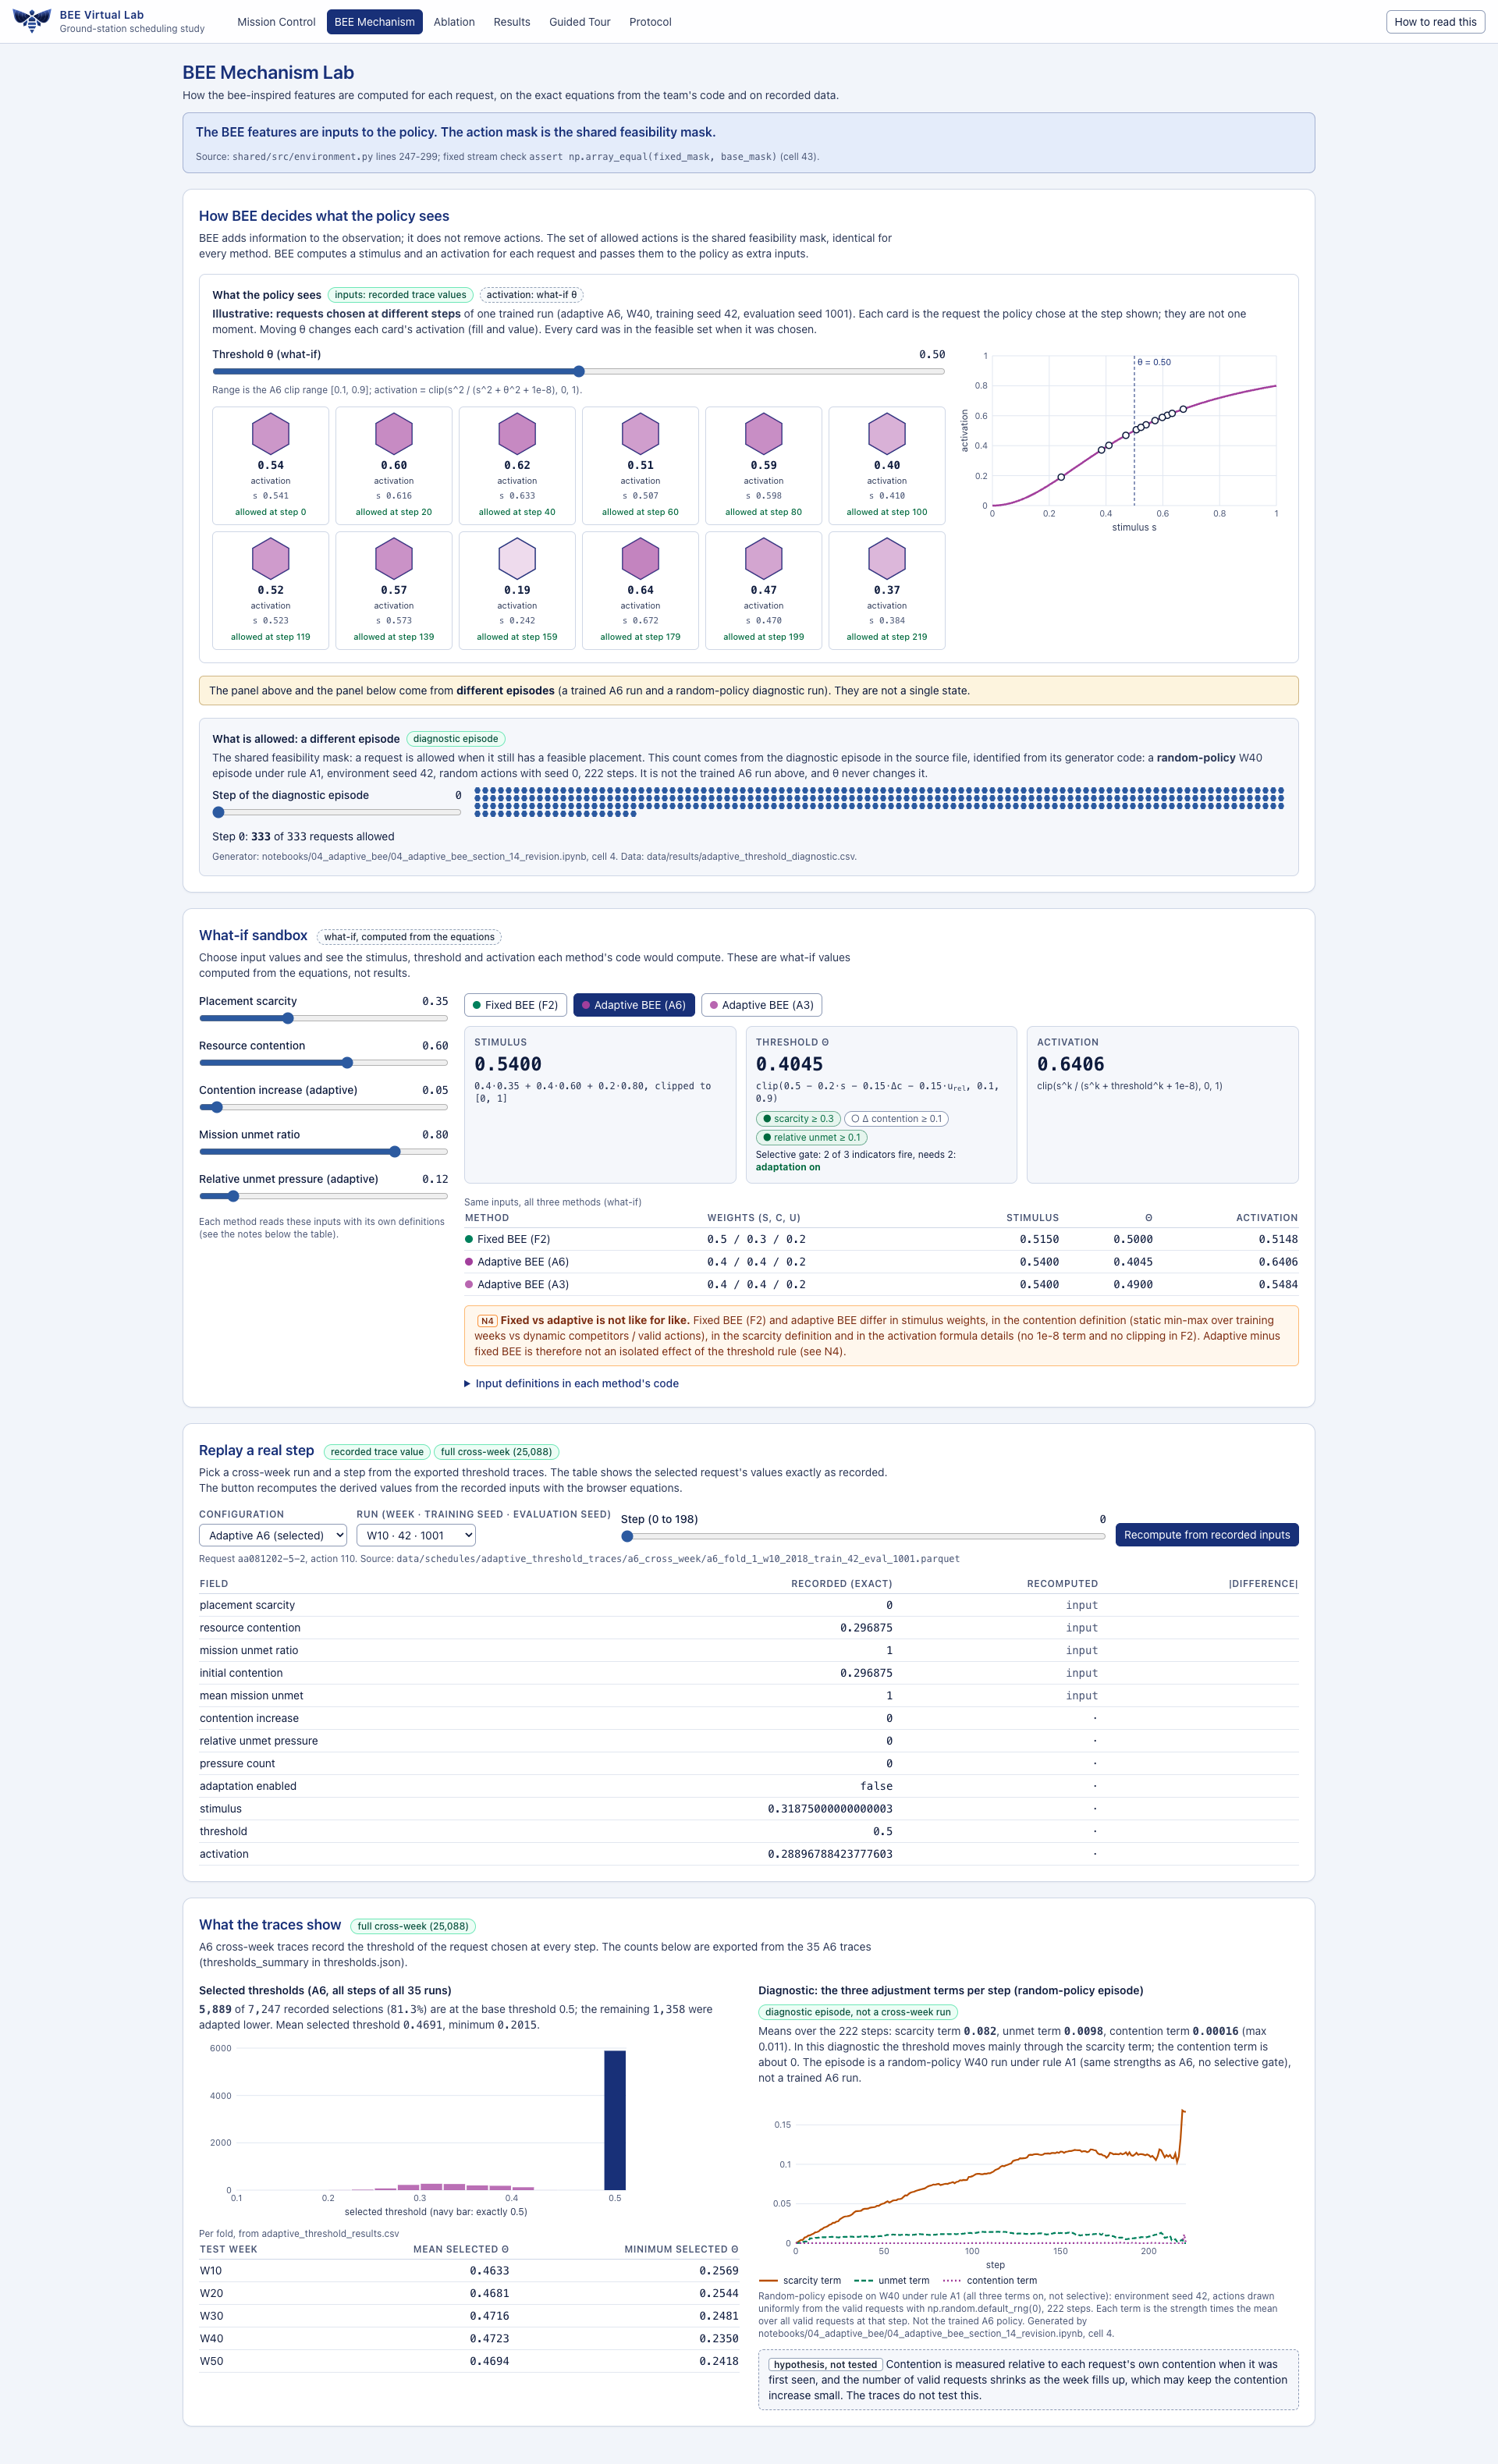 BEE Virtual Lab
Ground-station scheduling study
Mission Control
BEE Mechanism
Ablation
Results
Guided Tour
Protocol
How to read this
BEE Mechanism Lab
How the bee-inspired features are computed for each request, on the exact equations from the team's code and on recorded data.
The BEE features are inputs to the policy. The action mask is the shared feasibility mask.
Source: shared/src/environment.py lines 247-299; fixed stream check assert np.array_equal(fixed_mask, base_mask) (cell 43).
How BEE decides what the policy sees
BEE adds information to the observation; it does not remove actions. The set of allowed actions is the shared feasibility mask, identical for
every method. BEE computes a stimulus and an activation for each request and passes them to the policy as extra inputs.
What the policy sees inputs: recorded trace values activation: what-if θ
Illustrative: requests chosen at different steps of one trained run (adaptive A6, W40, training seed 42, evaluation seed 1001). Each card is the request the policy chose at the step shown; they are not one
moment. Moving θ changes each card's activation (fill and value). Every card was in the feasible set when it was chosen.
Threshold θ (what-if) 0.50
Range is the A6 clip range [0.1, 0.9]; activation = clip(s^2 / (s^2 + θ^2 + 1e-8), 0, 1).
0.54 0.60 0.62 0.51 0.59 0.40
activation activation activation activation activation activation
s 0.541 s 0.616 s 0.633 s 0.507 s 0.598 s 0.410
allowed at step 0 allowed at step 20 allowed at step 40 allowed at step 60 allowed at step 80 allowed at step 100
0.52 0.57 0.19 0.64 0.47 0.37
activation activation activation activation activation activation
s 0.523 s 0.573 s 0.242 s 0.672 s 0.470 s 0.384
allowed at step 119 allowed at step 139 allowed at step 159 allowed at step 179 allowed at step 199 allowed at step 219
θ = 0.50
activation
1
0.8
0.6
0.4
0.2
0
0 0.2 0.4 0.6 0.8 1
stimulus s
The panel above and the panel below come from different episodes (a trained A6 run and a random-policy diagnostic run). They are not a single state.
What is allowed: a different episode diagnostic episode
The shared feasibility mask: a request is allowed when it still has a feasible placement. This count comes from the diagnostic episode in the source file, identified from its generator code: a random-policy W40
episode under rule A1, environment seed 42, random actions with seed 0, 222 steps. It is not the trained A6 run above, and θ never changes it.
Step of the diagnostic episode 0
Step 0: 333 of 333 requests allowed
Generator: notebooks/04_adaptive_bee/04_adaptive_bee_section_14_revision.ipynb, cell 4. Data: data/results/adaptive_threshold_diagnostic.csv.
What-if sandbox what-if, computed from the equations
Choose input values and see the stimulus, threshold and activation each method's code would compute. These are what-if values
computed from the equations, not results.
Placement scarcity 0.35
Resource contention 0.60
Contention increase (adaptive) 0.05
Mission unmet ratio 0.80
Relative unmet pressure (adaptive) 0.12
Each method reads these inputs with its own definitions
(see the notes below the table).
Fixed BEE (F2) Adaptive BEE (A6) Adaptive BEE (A3)
STIMULUS
0.5400
0.4·0.35 + 0.4·0.60 + 0.2·0.80, clipped to
[0, 1]
THRESHOLD Θ
0.4045
clip(0.5 − 0.2·s − 0.15·Δc − 0.15·urel, 0.1,
0.9)
scarcity ≥ 0.3 Δ contention ≥ 0.1
relative unmet ≥ 0.1
Selective gate: 2 of 3 indicators fire, needs 2:
adaptation on
ACTIVATION
0.6406
clip(s^k / (s^k + threshold^k + 1e-8), 0, 1)
Same inputs, all three methods (what-if)
METHOD WEIGHTS (S, C, U) STIMULUS Θ ACTIVATION
Fixed BEE (F2) 0.5 / 0.3 / 0.2 0.5150 0.5000 0.5148
Adaptive BEE (A6) 0.4 / 0.4 / 0.2 0.5400 0.4045 0.6406
Adaptive BEE (A3) 0.4 / 0.4 / 0.2 0.5400 0.4900 0.5484
N4 Fixed vs adaptive is not like for like. Fixed BEE (F2) and adaptive BEE differ in stimulus weights, in the contention definition (static min-max over training
weeks vs dynamic competitors / valid actions), in the scarcity definition and in the activation formula details (no 1e-8 term and no clipping in F2). Adaptive minus
fixed BEE is therefore not an isolated effect of the threshold rule (see N4).
Input definitions in each method's code
Replay a real step recorded trace value full cross-week (25,088)
Pick a cross-week run and a step from the exported threshold traces. The table shows the selected request's values exactly as recorded.
The button recomputes the derived values from the recorded inputs with the browser equations.
CONFIGURATION
Adaptive A6 (selected)
RUN (WEEK · TRAINING SEED · EVALUATION SEED)
W10 · 42 · 1001
Step (0 to 198) 0
Recompute from recorded inputs
Request aa081202-5-2, action 110. Source: data/schedules/adaptive_threshold_traces/a6_cross_week/a6_fold_1_w10_2018_train_42_eval_1001.parquet
FIELD RECORDED (EXACT) RECOMPUTED |DIFFERENCE|
placement scarcity 0 input
resource contention 0.296875 input
mission unmet ratio 1 input
initial contention 0.296875 input
mean mission unmet 1 input
contention increase 0 ·
relative unmet pressure 0 ·
pressure count 0 ·
adaptation enabled false ·
stimulus 0.31875000000000003 ·
threshold 0.5 ·
activation 0.28896788423777603 ·
What the traces show full cross-week (25,088)
A6 cross-week traces record the threshold of the request chosen at every step. The counts below are exported from the 35 A6 traces
(thresholds_summary in thresholds.json).
Selected thresholds (A6, all steps of all 35 runs)
5,889 of 7,247 recorded selections (81.3%) are at the base threshold 0.5; the remaining 1,358 were
adapted lower. Mean selected threshold 0.4691, minimum 0.2015.
6000
4000
2000
0
0.1 0.2 0.3 0.4 0.5
selected threshold (navy bar: exactly 0.5)
Per fold, from adaptive_threshold_results.csv
TEST WEEK MEAN SELECTED Θ MINIMUM SELECTED Θ
W10 0.4633 0.2569
W20 0.4681 0.2544
W30 0.4716 0.2481
W40 0.4723 0.2350
W50 0.4694 0.2418
Diagnostic: the three adjustment terms per step (random-policy episode)
diagnostic episode, not a cross-week run
Means over the 222 steps: scarcity term 0.082, unmet term 0.0098, contention term 0.00016 (max
0.011). In this diagnostic the threshold moves mainly through the scarcity term; the contention term is
about 0. The episode is a random-policy W40 run under rule A1 (same strengths as A6, no selective gate),
not a trained A6 run.
0.15
0.1
0.05
0
0 50 100 150 200
step
scarcity term unmet term contention term
Random-policy episode on W40 under rule A1 (all three terms on, not selective): environment seed 42, actions drawn
uniformly from the valid requests with np.random.default_rng(0), 222 steps. Each term is the strength times the mean
over all valid requests at that step. Not the trained A6 policy. Generated by
notebooks/04_adaptive_bee/04_adaptive_bee_section_14_revision.ipynb, cell 4.
hypothesis, not tested Contention is measured relative to each request's own contention when it was
first seen, and the number of valid requests shrinks as the week fills up, which may keep the contention
increase small. The traces do not test this.